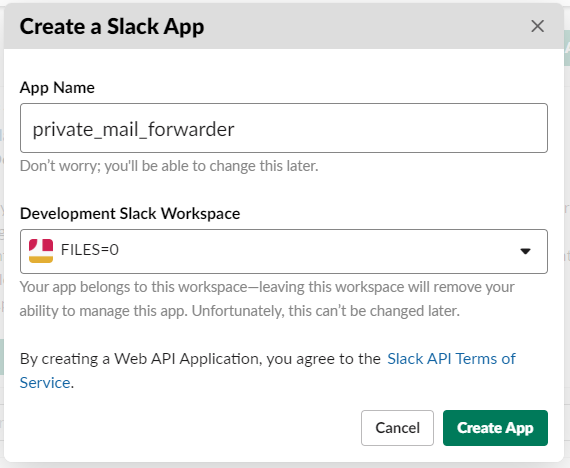 Create a Slack App
App Name
private_mail_forwarder
Don't worry; you'll be able to change this later.
Development Slack Workspace
FILES=0
Your app belongs to this workspace—leaving this workspace will remove your
ability to manage this app. Unfortunately, this can't be changed later.
By creating a Web API Application, you agree to the Slack API Terms of
Service.
Cancel Create App